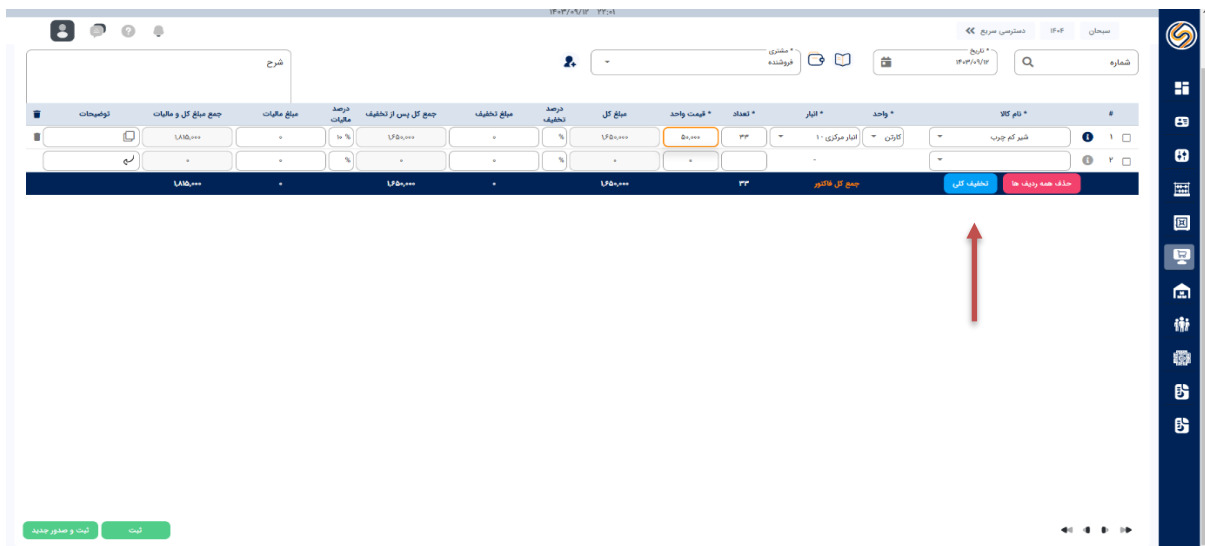 ۱۴۰۳/۰۹/۱۲ ۲۲:۰۹
سبحان ۱۴۰۴ دسترسی سریع
شماره
* تاریخ
۱۴۰۳/۰۹/۱۲
* مشتری
فروشنده
شرح
# * نام کالا * واحد * انبار * تعداد * قیمت واحد مبلغ کل درصد تخفیف مبلغ تخفیف جمع کل پس از تخفیف درصد مالیات مبلغ مالیات جمع مبلغ کل و مالیات توضیحات
۱ شیر کم چرب کارتن انبار مرکزی - ۱ ۳۳ ۵۰,۰۰۰ ۱,۶۵۰,۰۰۰ % ۰ ۱,۶۵۰,۰۰۰ % ۱۰ ۰ ۱,۸۱۵,۰۰۰
۲ - ۰ ۰ % ۰ ۰ % ۰ ۰
حذف همه ردیف ها تخفیف کلی جمع کل فاکتور ۳۳ ۱,۶۵۰,۰۰۰ ۰ ۱,۶۵۰,۰۰۰ ۰ ۱,۸۱۵,۰۰۰
ثبت ثبت و صدور جدید